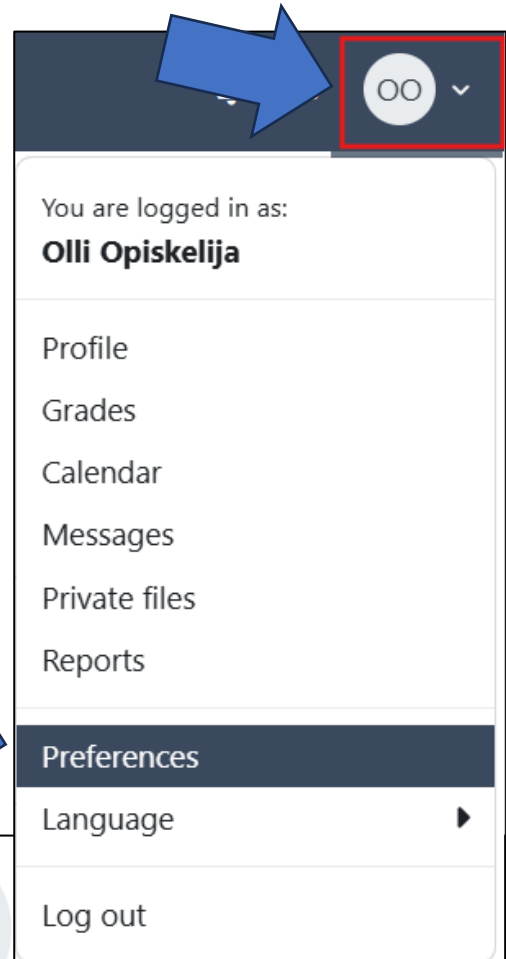 OO
You are logged in as:
Olli Opiskelija
Profile
Grades
Calendar
Messages
Private files
Reports
Preferences
Language
Log out